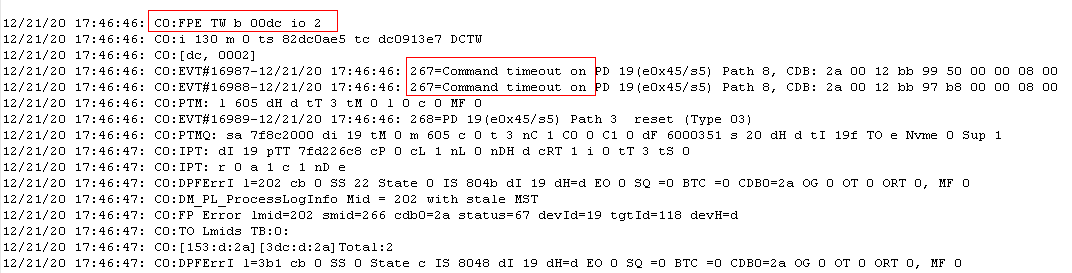 12/21/20 17:46:46: C0:FPE TW b 00dc io 2
12/21/20 17:46:46: C0:i 130 m 0 ts 82dc0ae5 tc dc0913e7 DCTW
12/21/20 17:46:46: C0:[dc, 0002]
12/21/20 17:46:46: C0:EVT#16987-12/21/20 17:46:46: 267=Command timeout on PD 19(e0x45/s5) Path 8, CDB: 2a 00 12 bb 99 50 00 00 08 00
12/21/20 17:46:46: C0:EVT#16988-12/21/20 17:46:46: 267=Command timeout on PD 19(e0x45/s5) Path 8, CDB: 2a 00 12 bb 97 b8 00 00 08 00
12/21/20 17:46:46: C0:PTM: l 605 dH d tT 3 tM 0 l 0 c 0 MF 0
12/21/20 17:46:46: C0:EVT#16989-12/21/20 17:46:46: 268=PD 19(e0x45/s5) Path 3  reset (Type 03)
12/21/20 17:46:46: C0:PTMQ: sa 7f8c2000 di 19 tM 0 m 605 c 0 t 3 nC 1 C0 0 C1 0 dF 6000351 s 20 dH d tI 19f TO e Nvme 0 Sup 1
12/21/20 17:46:47: C0:IPT: dI 19 pTT 7fd226c8 cP 0 cL 1 nL 0 nDH d cRT 1 i 0 tT 3 tS 0
12/21/20 17:46:47: C0:IPT: r 0 a 1 c 1 nD e
12/21/20 17:46:47: C0:DPFErrI l=202 cb 0 SS 22 State 0 IS 804b dI 19 dH=d EO 0 SQ =0 BTC =0 CDB0=2a OG 0 OT 0 ORT 0, MF 0
12/21/20 17:46:47: C0:DM_PL_ProcessLogInfo Mid = 202 with stale MST
12/21/20 17:46:47: C0:FP Error lmid=202 smid=266 cdb0=2a status=67 devId=19 tgtId=118 devH=d
12/21/20 17:46:47: C0:TO Lmids TB:0:
12/21/20 17:46:47: C0:[153:d:2a][3dc:d:2a]Total:2
12/21/20 17:46:47: C0:DPFErrI l=3b1 cb 0 SS 0 State c IS 8048 dI 19 dH=d EO 0 SQ =0 BTC =0 CDB0=2a OG 0 OT 0 ORT 0, MF 0